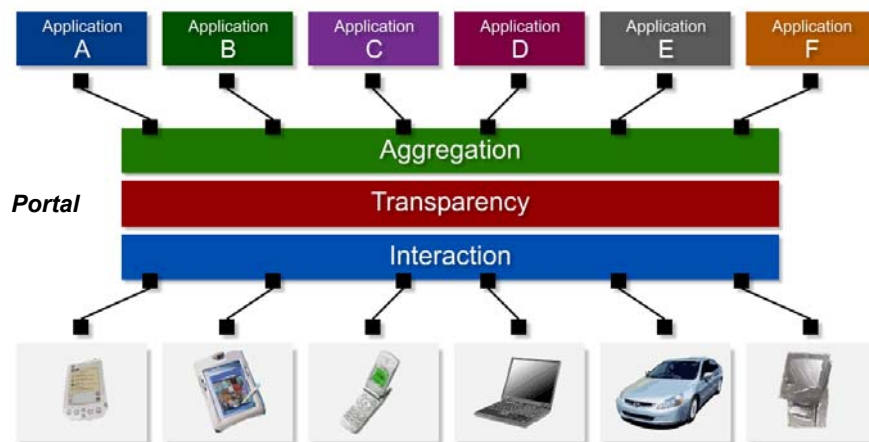 Application Application Application Application Application Application
A B C D E F
Aggregation
Portal Transparency
Interaction